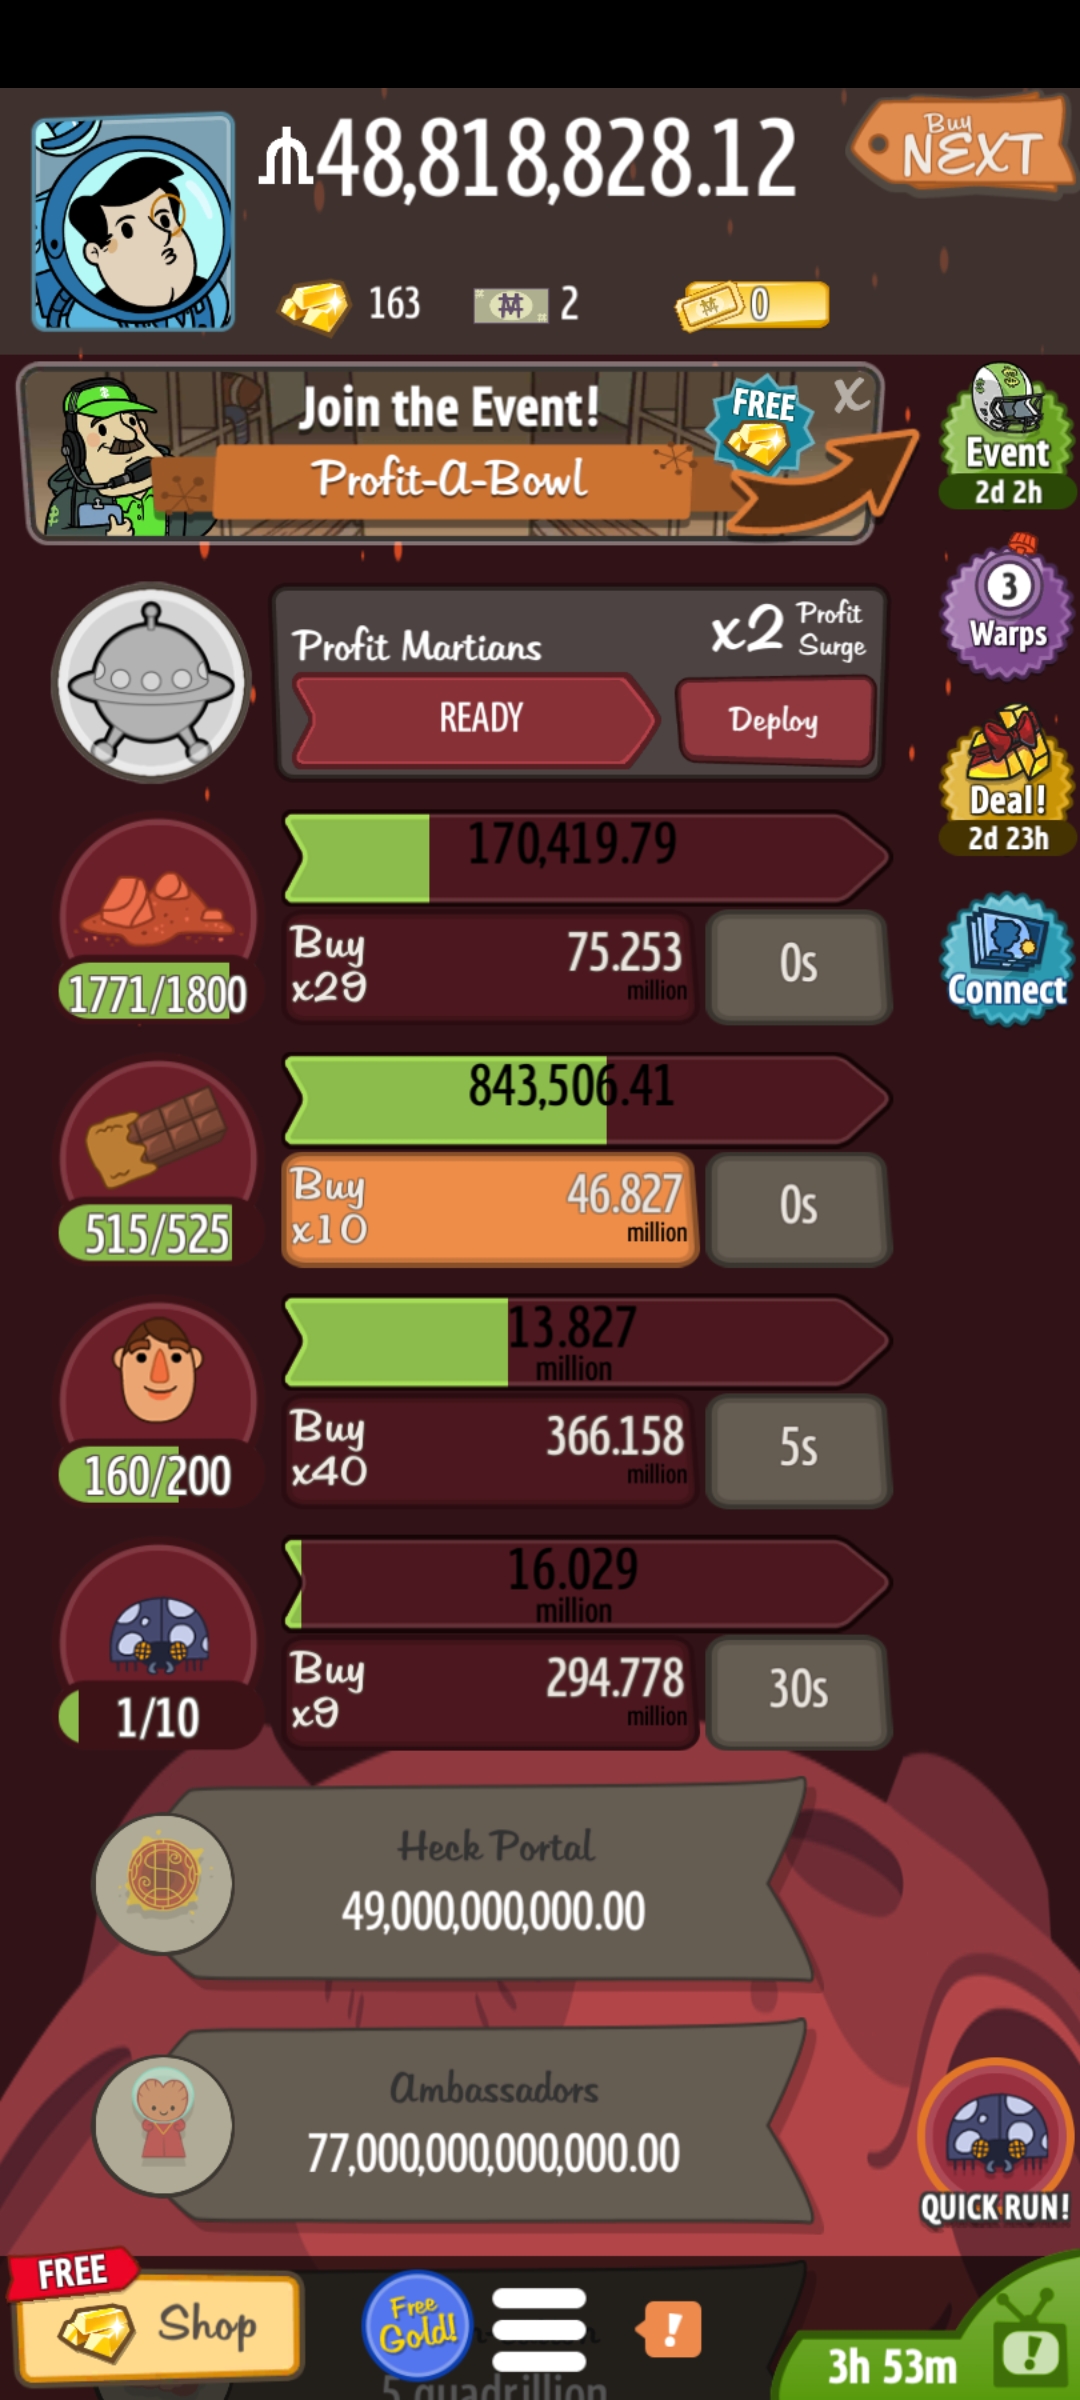 48,818,828.12
Buy
NEXT
163
2
0
Join the Event!
Profit-A-Bowl
FREE
X
Event
2d 2h
3
Warps
Profit Martians
x2 Profit Surge
READY
Deploy
Deal!
2d 23h
170,419.79
Buy x29
75.253 million
0s
1771/1800
Connect
843,506.41
Buy x10
46.827 million
0s
515/525
13.827 million
Buy x40
366.158 million
5s
160/200
16.029 million
Buy x9
294.778 million
30s
1/10
Heck Portal
49,000,000,000.00
Ambassadors
77,000,000,000,000.00
QUICK RUN!
FREE
Shop
Free Gold!
!
3h 53m
!
5 quadrillion